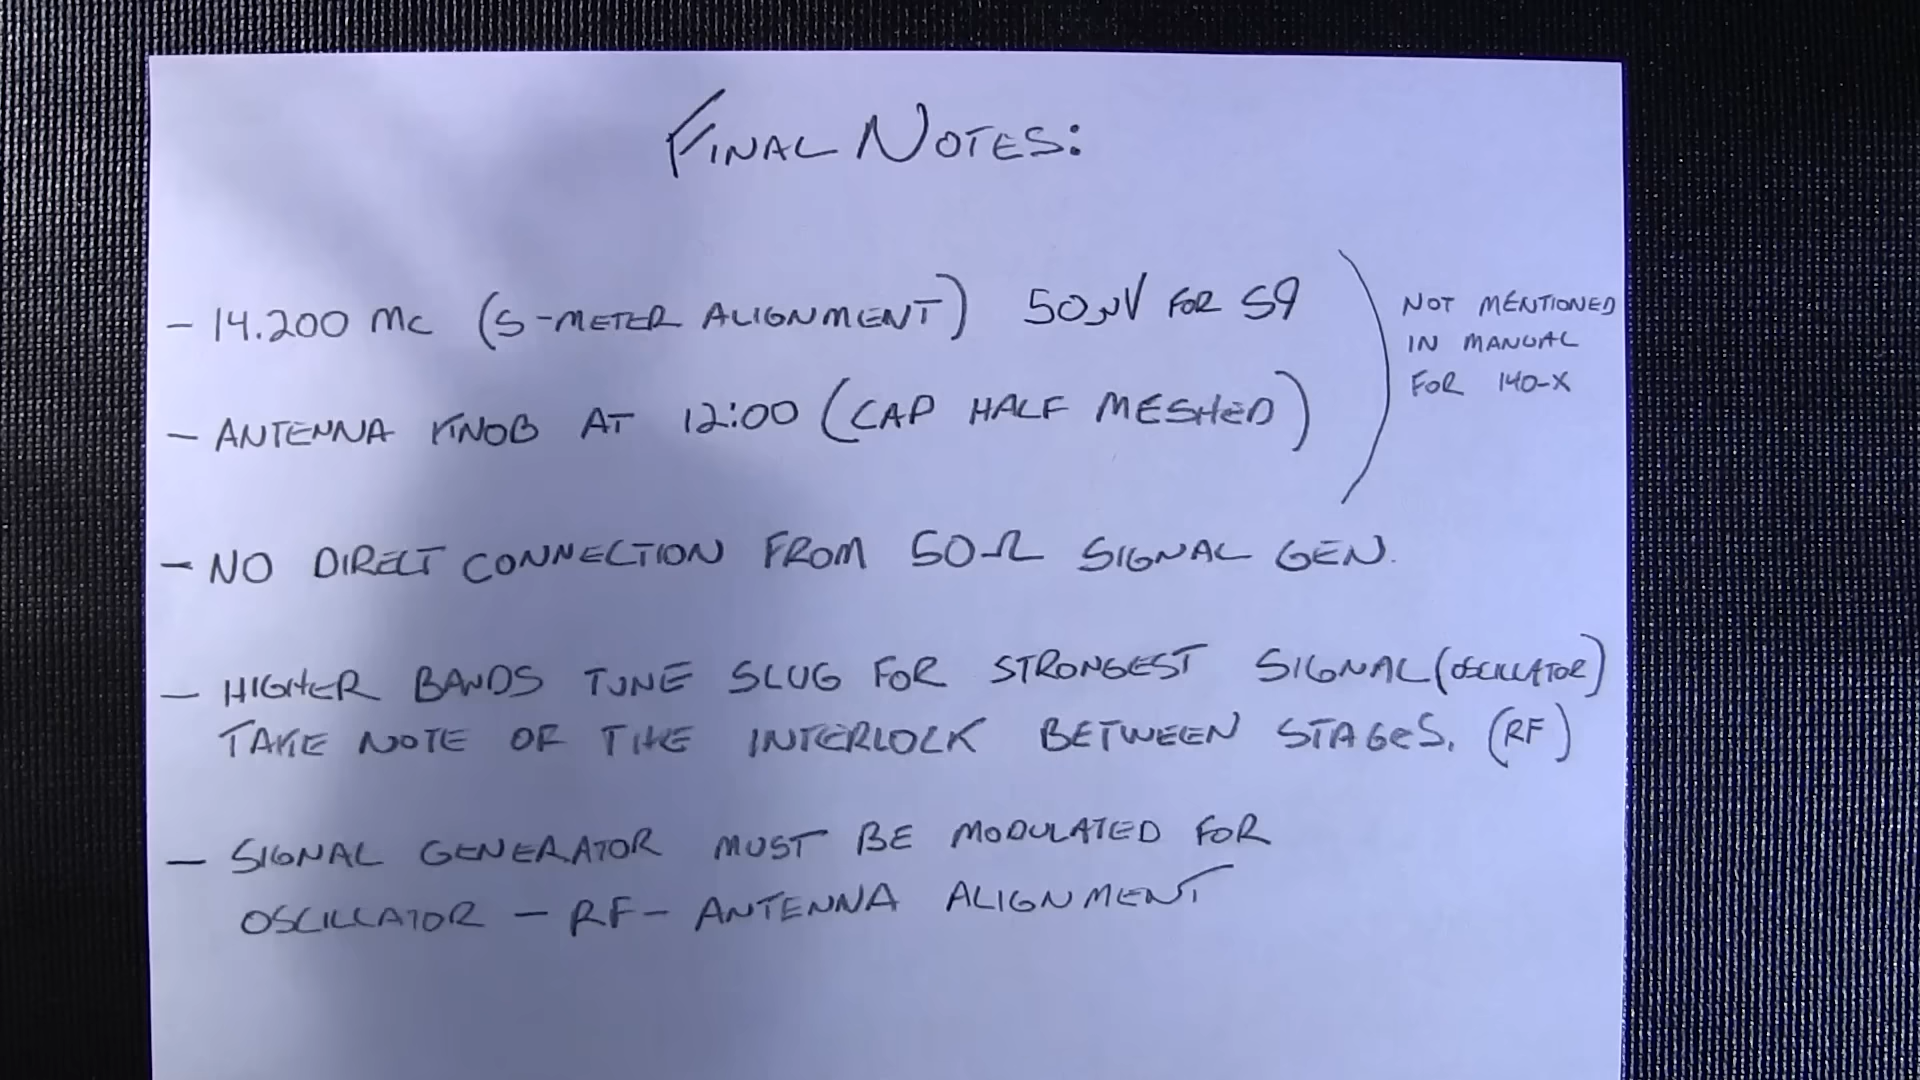 FINAL NOTES:
- 14.200 MC (S-METER ALIGNMENT) 50µV FOR S9
NOT MENTIONED
IN MANUAL
FOR 140-X
- ANTENNA KNOB AT 12:00 (CAP HALF MESHED)
- NO DIRECT CONNECTION FROM 50Ω SIGNAL GEN.
- HIGHER BANDS TUNE SLUG FOR STRONGEST SIGNAL (OSCILLATOR)
TAKE NOTE OF THE INTERLOCK BETWEEN STAGES. (RF)
- SIGNAL GENERATOR MUST BE MODULATED FOR
OSCILLATOR - RF - ANTENNA ALIGNMENT